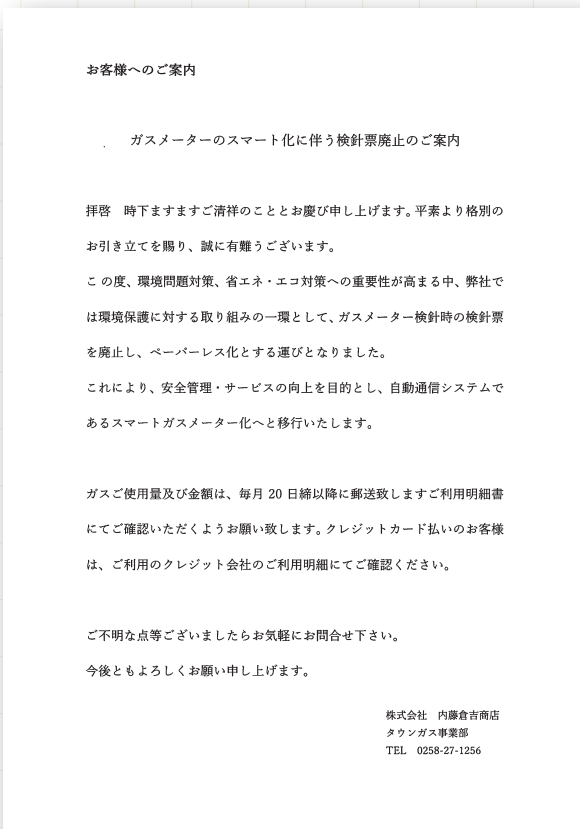 お客様へのご案内
ガスメーターのスマート化に伴う検針票廃止のご案内
拝啓　時下ますますご清祥のこととお慶び申し上げます。平素より格別の
お引き立てを賜り、誠に有難うございます。
この度、環境問題対策、省エネ・エコ対策への重要性が高まる中、弊社で
は環境保護に対する取り組みの一環として、ガスメーター検針時の検針票
を廃止し、ペーパーレス化とする運びとなりました。
これにより、安全管理・サービスの向上を目的とし、自動通信システムで
あるスマートガスメーター化へと移行いたします。
ガスご使用量及び金額は、毎月 20 日締以降に郵送致しますご利用明細書
にてご確認いただくようお願い致します。クレジットカード払いのお客様
は、ご利用のクレジット会社のご利用明細にてご確認ください。
ご不明な点等ございましたらお気軽にお問合せ下さい。
今後ともよろしくお願い申し上げます。
株式会社　内藤倉吉商店
タウンガス事業部
TEL　0258-27-1256